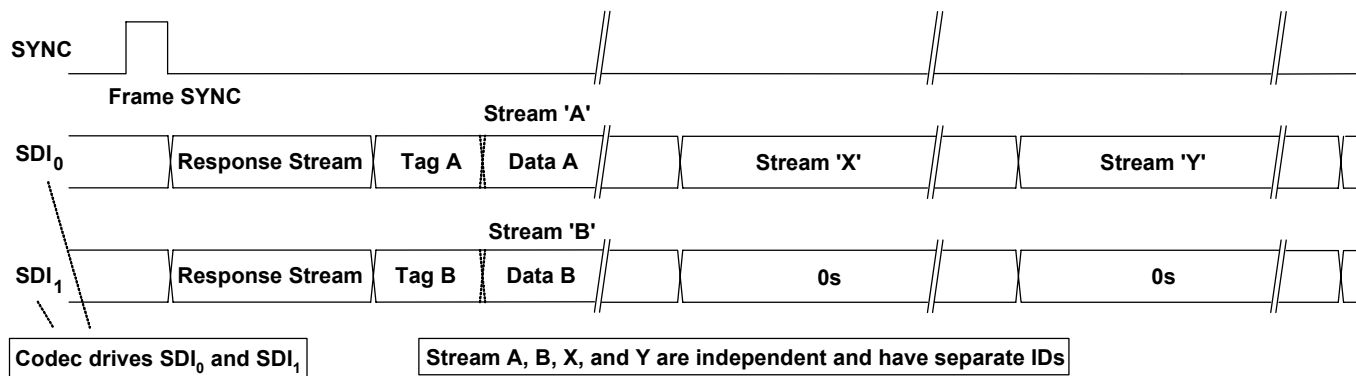 SYNC
Frame SYNC
Stream 'A'
SDI0 Response Stream Tag A Data A Stream 'X' Stream 'Y'
Stream 'B'
SDI1 Response Stream Tag B Data B 0s 0s
Codec drives SDI0 and SDI1 Stream A, B, X, and Y are independent and have separate IDs